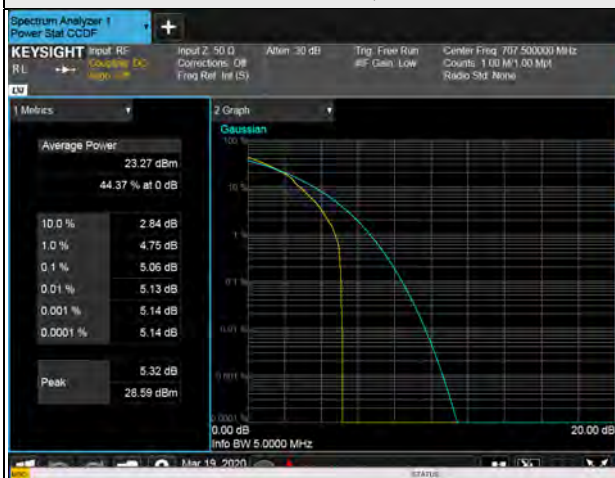 Spectrum Analyzer 1
Power Stat CCDF
+
KEYSIGHT Input: RF Input Z: 50 Ω Atten: 30 dB Trig: Free Run Center Freq: 707.500000 MHz
RL Coupling: DC Corrections: Off #IF Gain: Low Counts: 1.00 M/1.00 Mpt
Align: Off Freq Ref: Int (S) Radio Std: None
LXI
1 Metrics 2 Graph
Gaussian
Average Power
23.27 dBm
44.37 % at 0 dB
10.0 % 2.84 dB
1.0 % 4.75 dB
0.1 % 5.06 dB
0.01 % 5.13 dB
0.001 % 5.14 dB
0.0001 % 5.14 dB
Peak 5.32 dB
28.59 dBm
100 %
10 %
1 %
0.1 %
0.01 %
0.001 %
0.0001 %
0.00 dB 20.00 dB
Info BW 5.0000 MHz
Mar 19, 2020
MSG STATUS